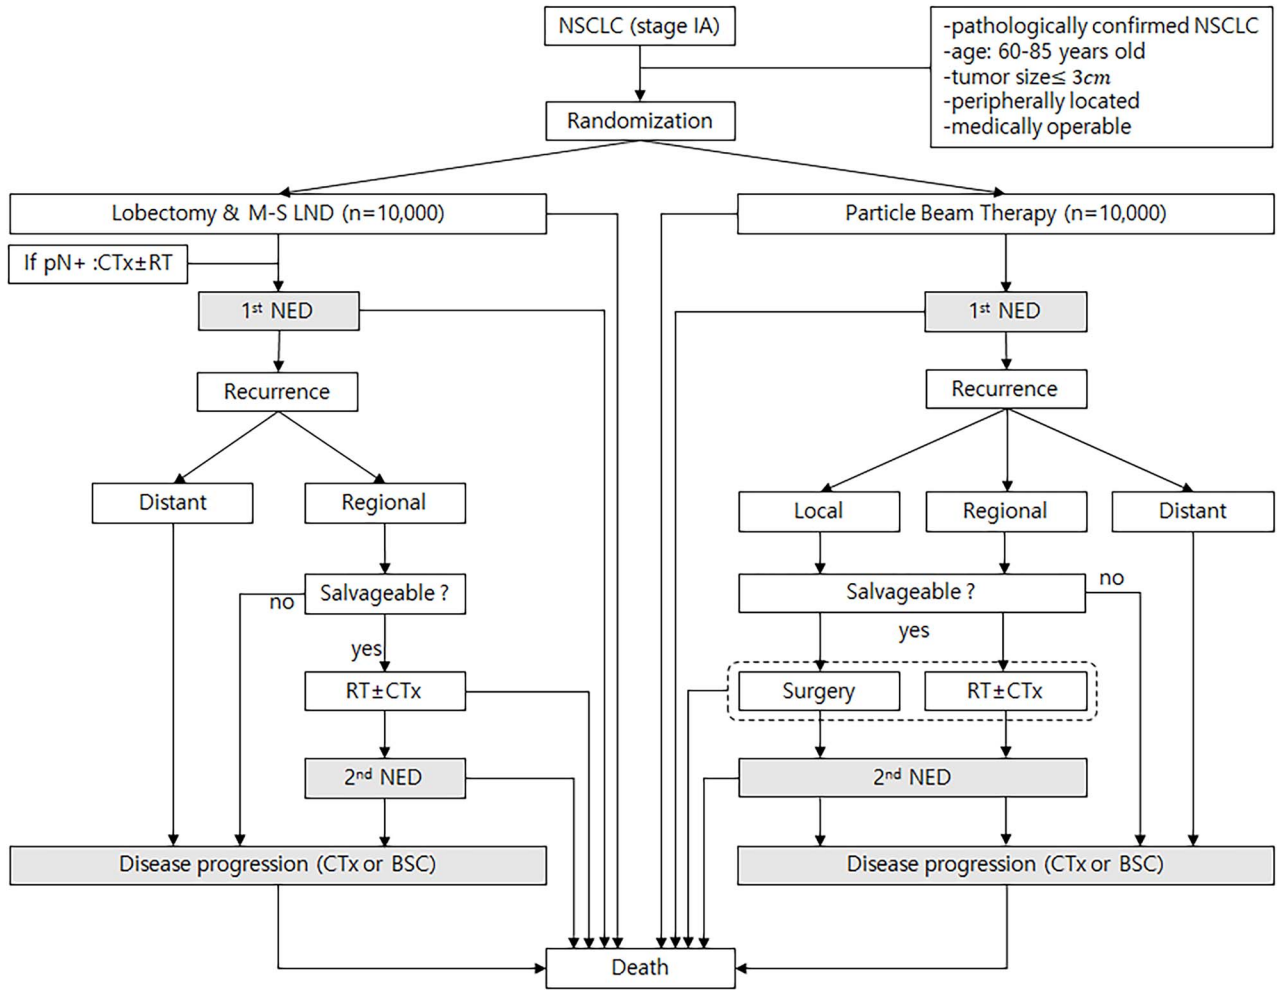 NSCLC (stage IA)
-pathologically confirmed NSCLC
-age: 60-85 years old
-tumor size≤ 3cm
-peripherally located
-medically operable
Randomization
Lobectomy & M-S LND (n=10,000)
Particle Beam Therapy (n=10,000)
If pN+ :CTx±RT
1st NED
1st NED
Recurrence
Recurrence
Distant
Regional
Local
Regional
Distant
Salvageable ?
no
yes
Salvageable ?
no
yes
RT±CTx
Surgery
RT±CTx
2nd NED
2nd NED
Disease progression (CTx or BSC)
Disease progression (CTx or BSC)
Death